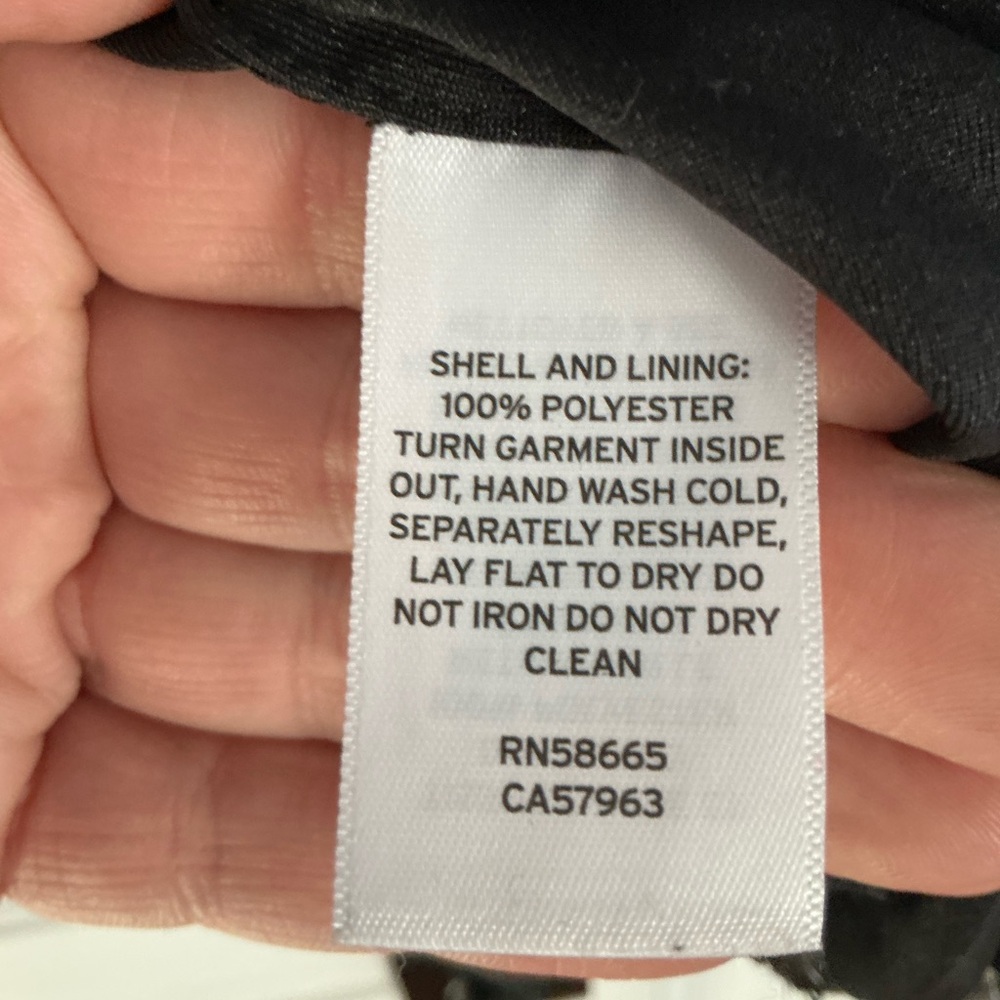 SHELL AND LINING:
100% POLYESTER
TURN GARMENT INSIDE
OUT, HAND WASH COLD,
SEPARATELY RESHAPE,
LAY FLAT TO DRY DO
NOT IRON DO NOT DRY
CLEAN
RN58665
CA57963